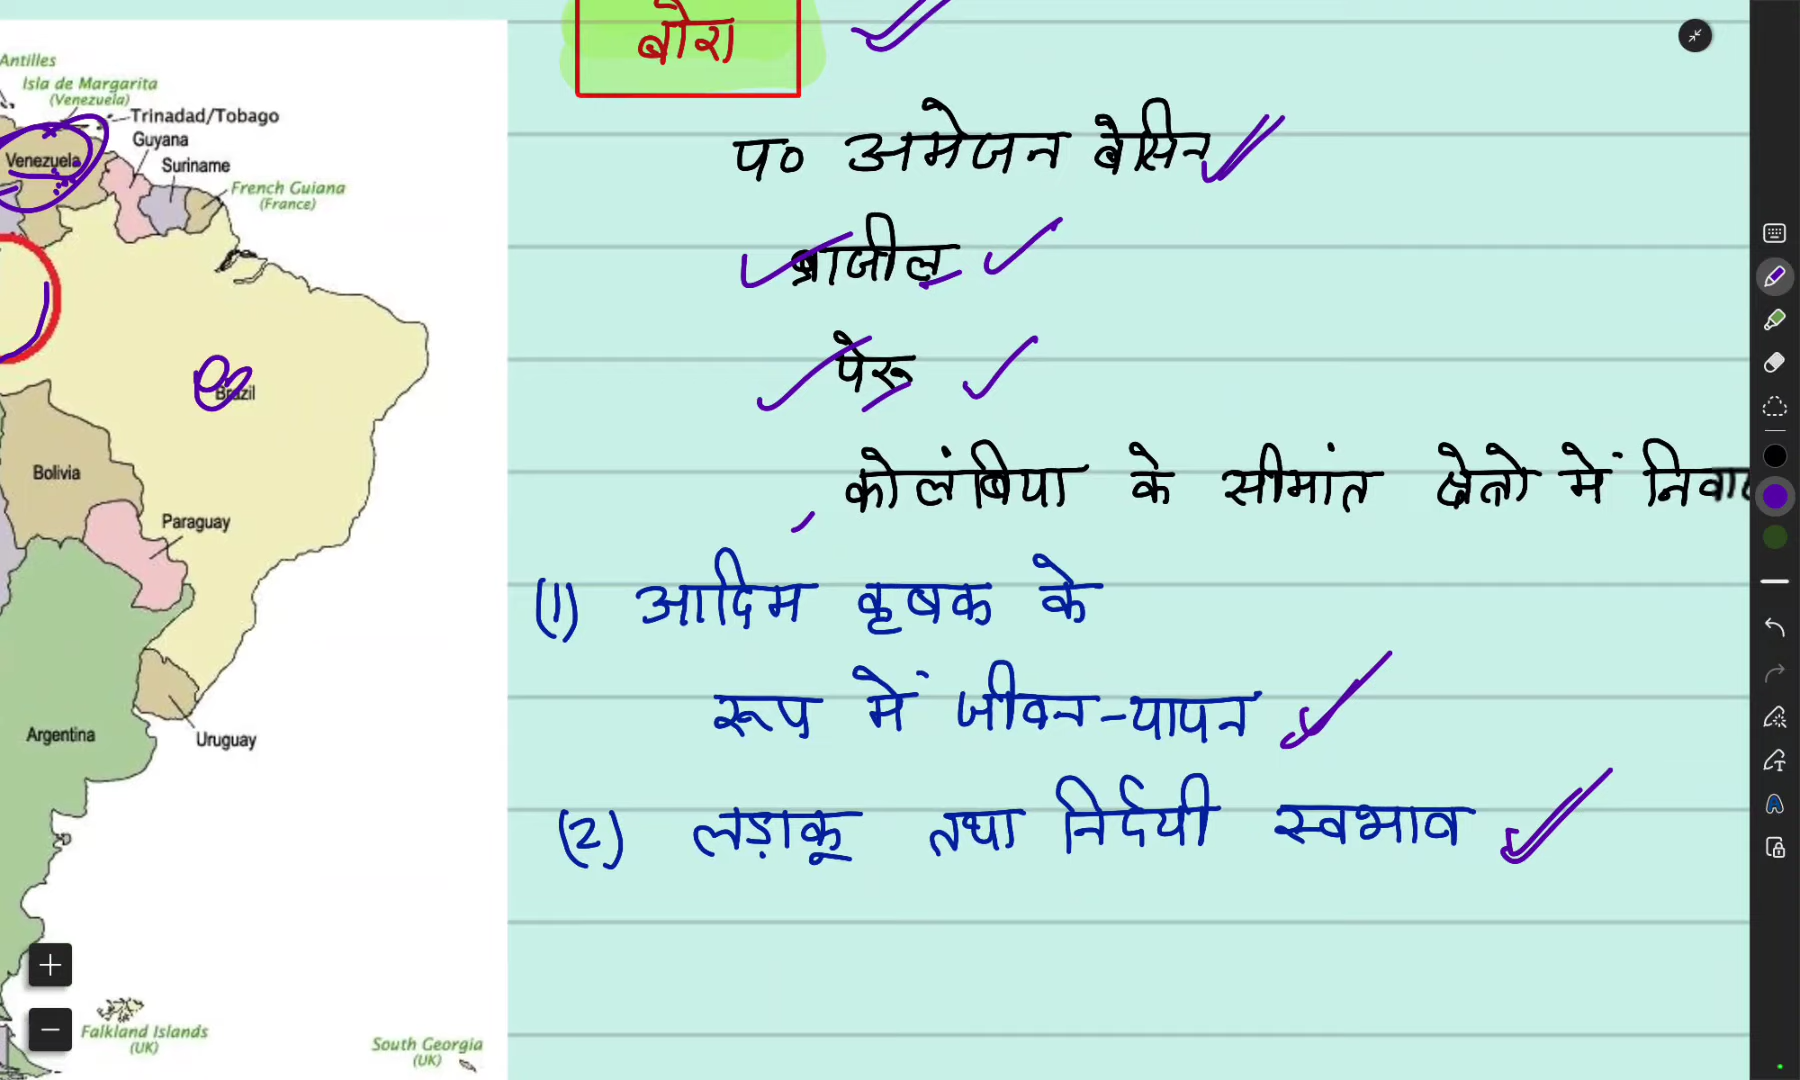 Antilles
Isla de Margarita
(Venezuela)
Trinadad/Tobago
Guyana
Venezuela
Suriname
French Guiana
(France)
Brazil
Bolivia
Paraguay
Argentina
Uruguay
Falkland Islands
(UK)
South Georgia
(UK)
बोरा
प० अमेजन बेसिन
ब्राजील
पेरू
कोलंबिया के सीमांत क्षेत्रो में
(1) आदिम कृषक के
रूप में जीवन-यापन
(2) लड़ाकू तथा निर्दयी स्वभाव